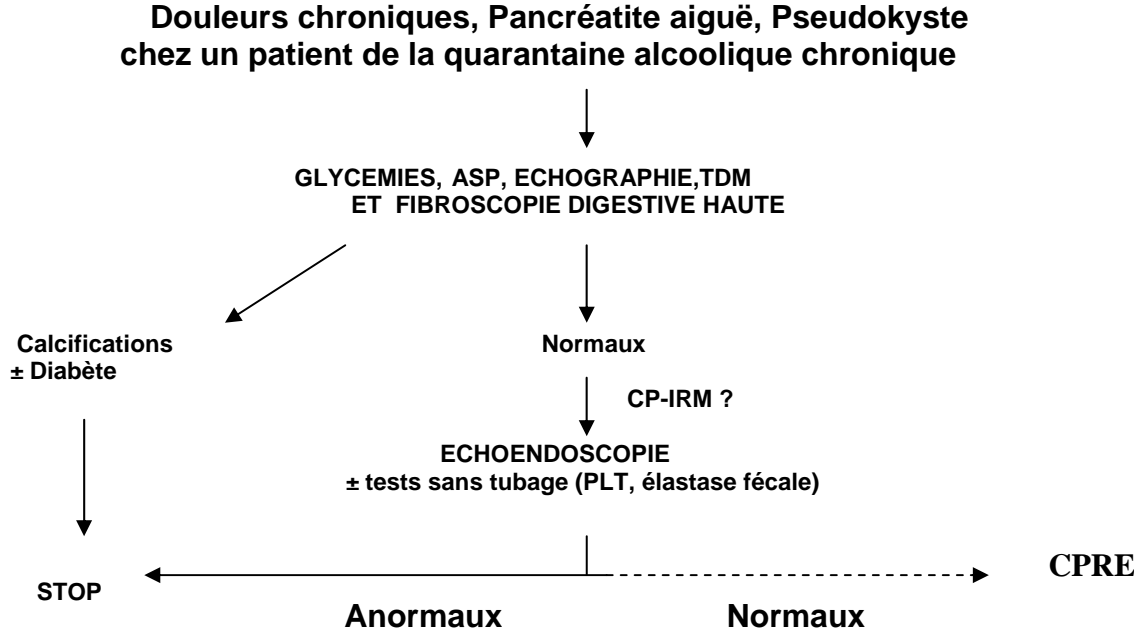 Douleurs chroniques, Pancréatite aiguë, Pseudokyste
chez un patient de la quarantaine alcoolique chronique
GLYCEMIES, ASP, ECHOGRAPHIE,TDM
ET FIBROSCOPIE DIGESTIVE HAUTE
Calcifications
± Diabète
Normaux
CP-IRM ?
ECHOENDOSCOPIE
± tests sans tubage (PLT, élastase fécale)
STOP
CPRE
Anormaux
Normaux